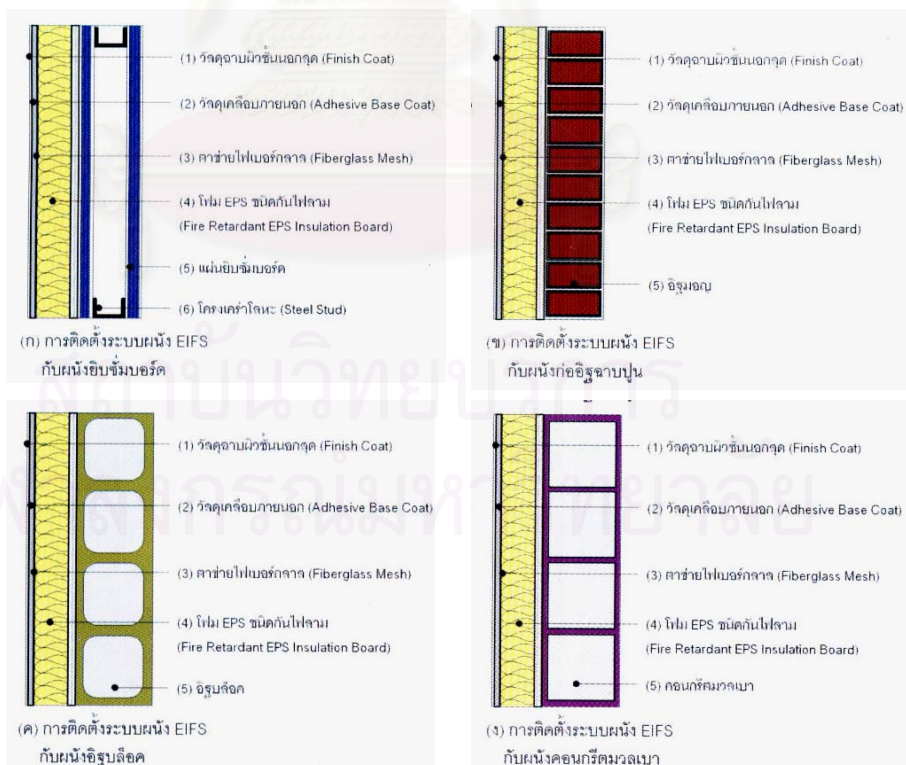 (1) วัสดุฉาบผิวชั้นนอกสุด (Finish Coat)
(2) วัสดุเคลือบภายนอก (Adhesive Base Coat)
(3) ตาข่ายไฟเบอร์กลาส (Fiberglass Mesh)
(4) โฟม EPS ชนิดกันไฟลาม
(Fire Retardant EPS Insulation Board)
(5) แผ่นยิบซั่มบอร์ด
(6) โครงเคร่าโลหะ (Steel Stud)
(ก) การติดตั้งระบบผนัง EIFS
กับผนังยิบซั่มบอร์ด
(1) วัสดุฉาบผิวชั้นนอกสุด (Finish Coat)
(2) วัสดุเคลือบภายนอก (Adhesive Base Coat)
(3) ตาข่ายไฟเบอร์กลาส (Fiberglass Mesh)
(4) โฟม EPS ชนิดกันไฟลาม
(Fire Retardant EPS Insulation Board)
(5) อิฐมอญ
(ข) การติดตั้งระบบผนัง EIFS
กับผนังก่ออิฐฉาบปูน
สถาบันวิทยบริการ
(1) วัสดุฉาบผิวชั้นนอกสุด (Finish Coat)
(2) วัสดุเคลือบภายนอก (Adhesive Base Coat)
(3) ตาข่ายไฟเบอร์กลาส (Fiberglass Mesh)
(4) โฟม EPS ชนิดกันไฟลาม
(Fire Retardant EPS Insulation Board)
(5) อิฐบล๊อค
(ค) การติดตั้งระบบผนัง EIFS
กับผนังอิฐบล๊อค
(1) วัสดุฉาบผิวชั้นนอกสุด (Finish Coat)
(2) วัสดุเคลือบภายนอก (Adhesive Base Coat)
(3) ตาข่ายไฟเบอร์กลาส (Fiberglass Mesh)
(4) โฟม EPS ชนิดกันไฟลาม
(Fire Retardant EPS Insulation Board)
(5) คอนกรีตมวลเบา
(ง) การติดตั้งระบบผนัง EIFS
กับผนังคอนกรีตมวลเบา